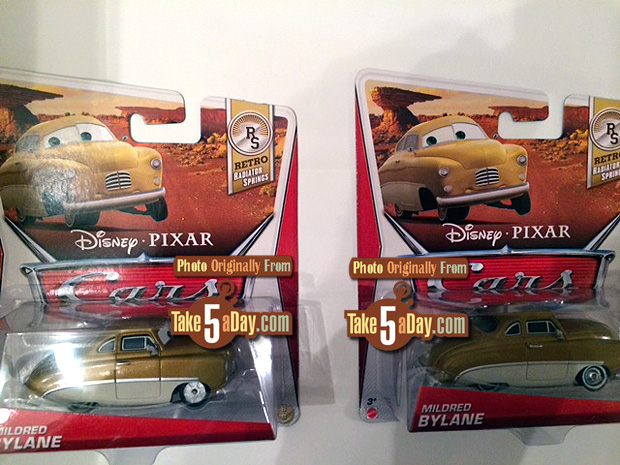 RS
RETRO
RADIATOR
SPRINGS
DISNEY · PIXAR
Cars
Photo Originally From
Take5aDay.com
MILDRED
BYLANE
RS
RETRO
RADIATOR
SPRINGS
DISNEY · PIXAR
Cars
Photo Originally From
Take5aDay.com
3+
MATTEL
MILDRED
BYLANE